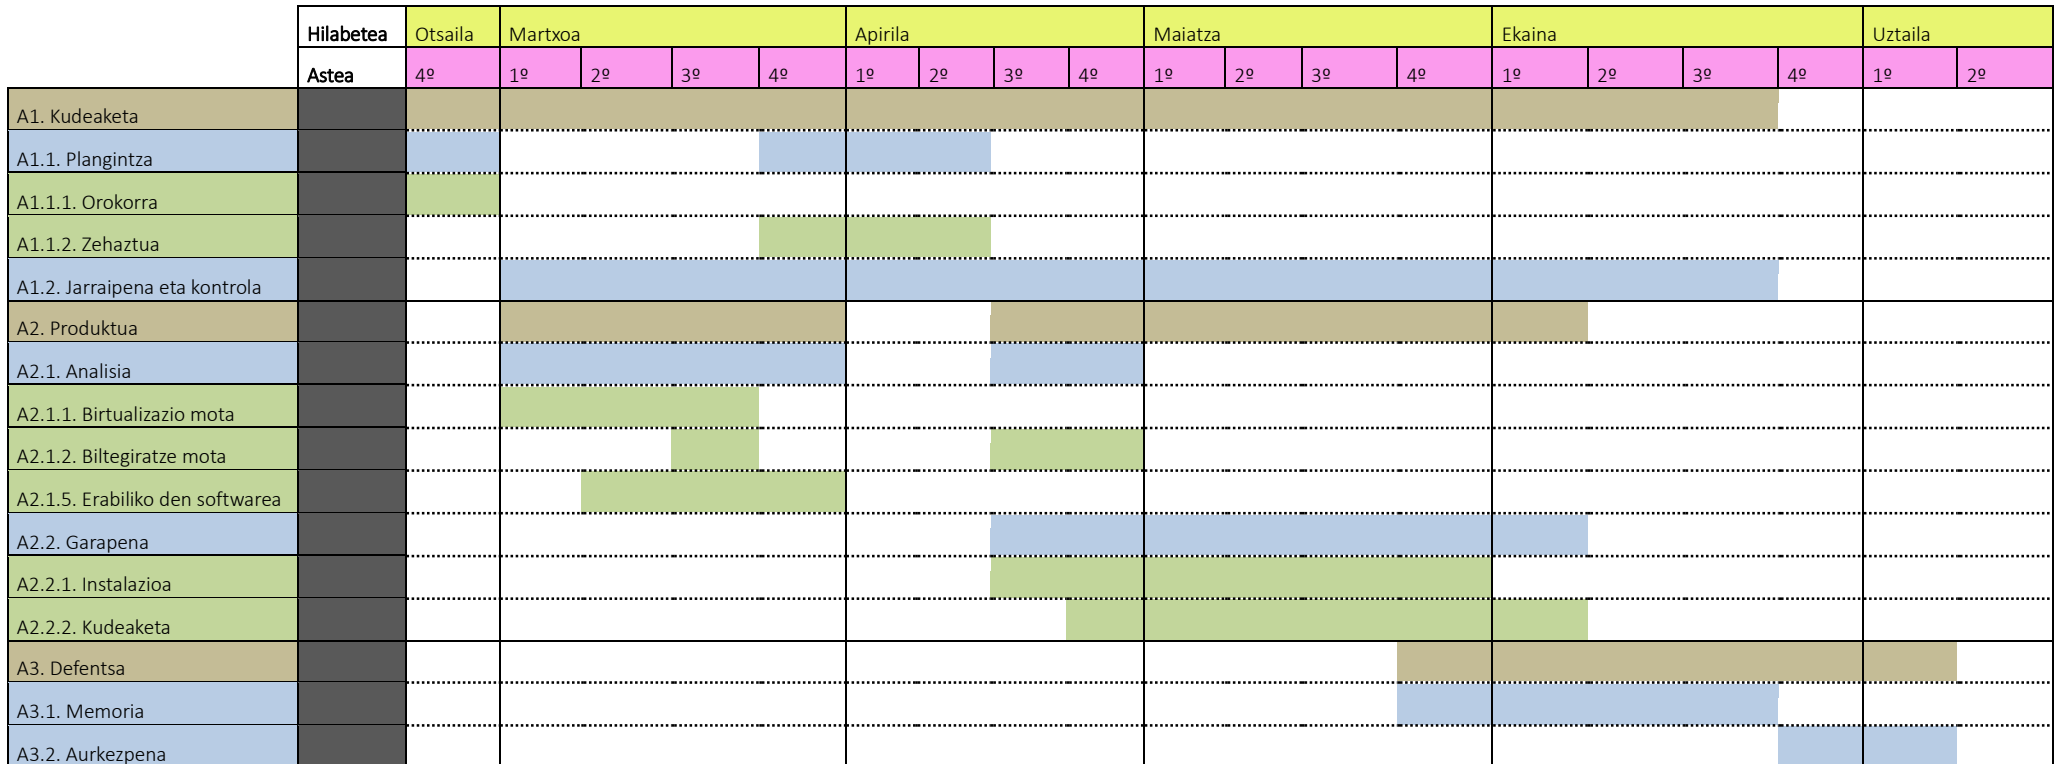 Hilabetea Otsaila Martxoa Apirila Maiatza Ekaina Uztaila
Astea 4º 1º 2º 3º 4º 1º 2º 3º 4º 1º 2º 3º 4º 1º 2º 3º 4º 1º 2º
A1. Kudeaketa
A1.1. Plangintza
A1.1.1. Orokorra
A1.1.2. Zehaztua
A1.2. Jarraipena eta kontrola
A2. Produktua
A2.1. Analisia
A2.1.1. Birtualizazio mota
A2.1.2. Biltegiratze mota
A2.1.5. Erabiliko den softwarea
A2.2. Garapena
A2.2.1. Instalazioa
A2.2.2. Kudeaketa
A3. Defentsa
A3.1. Memoria
A3.2. Aurkezpena